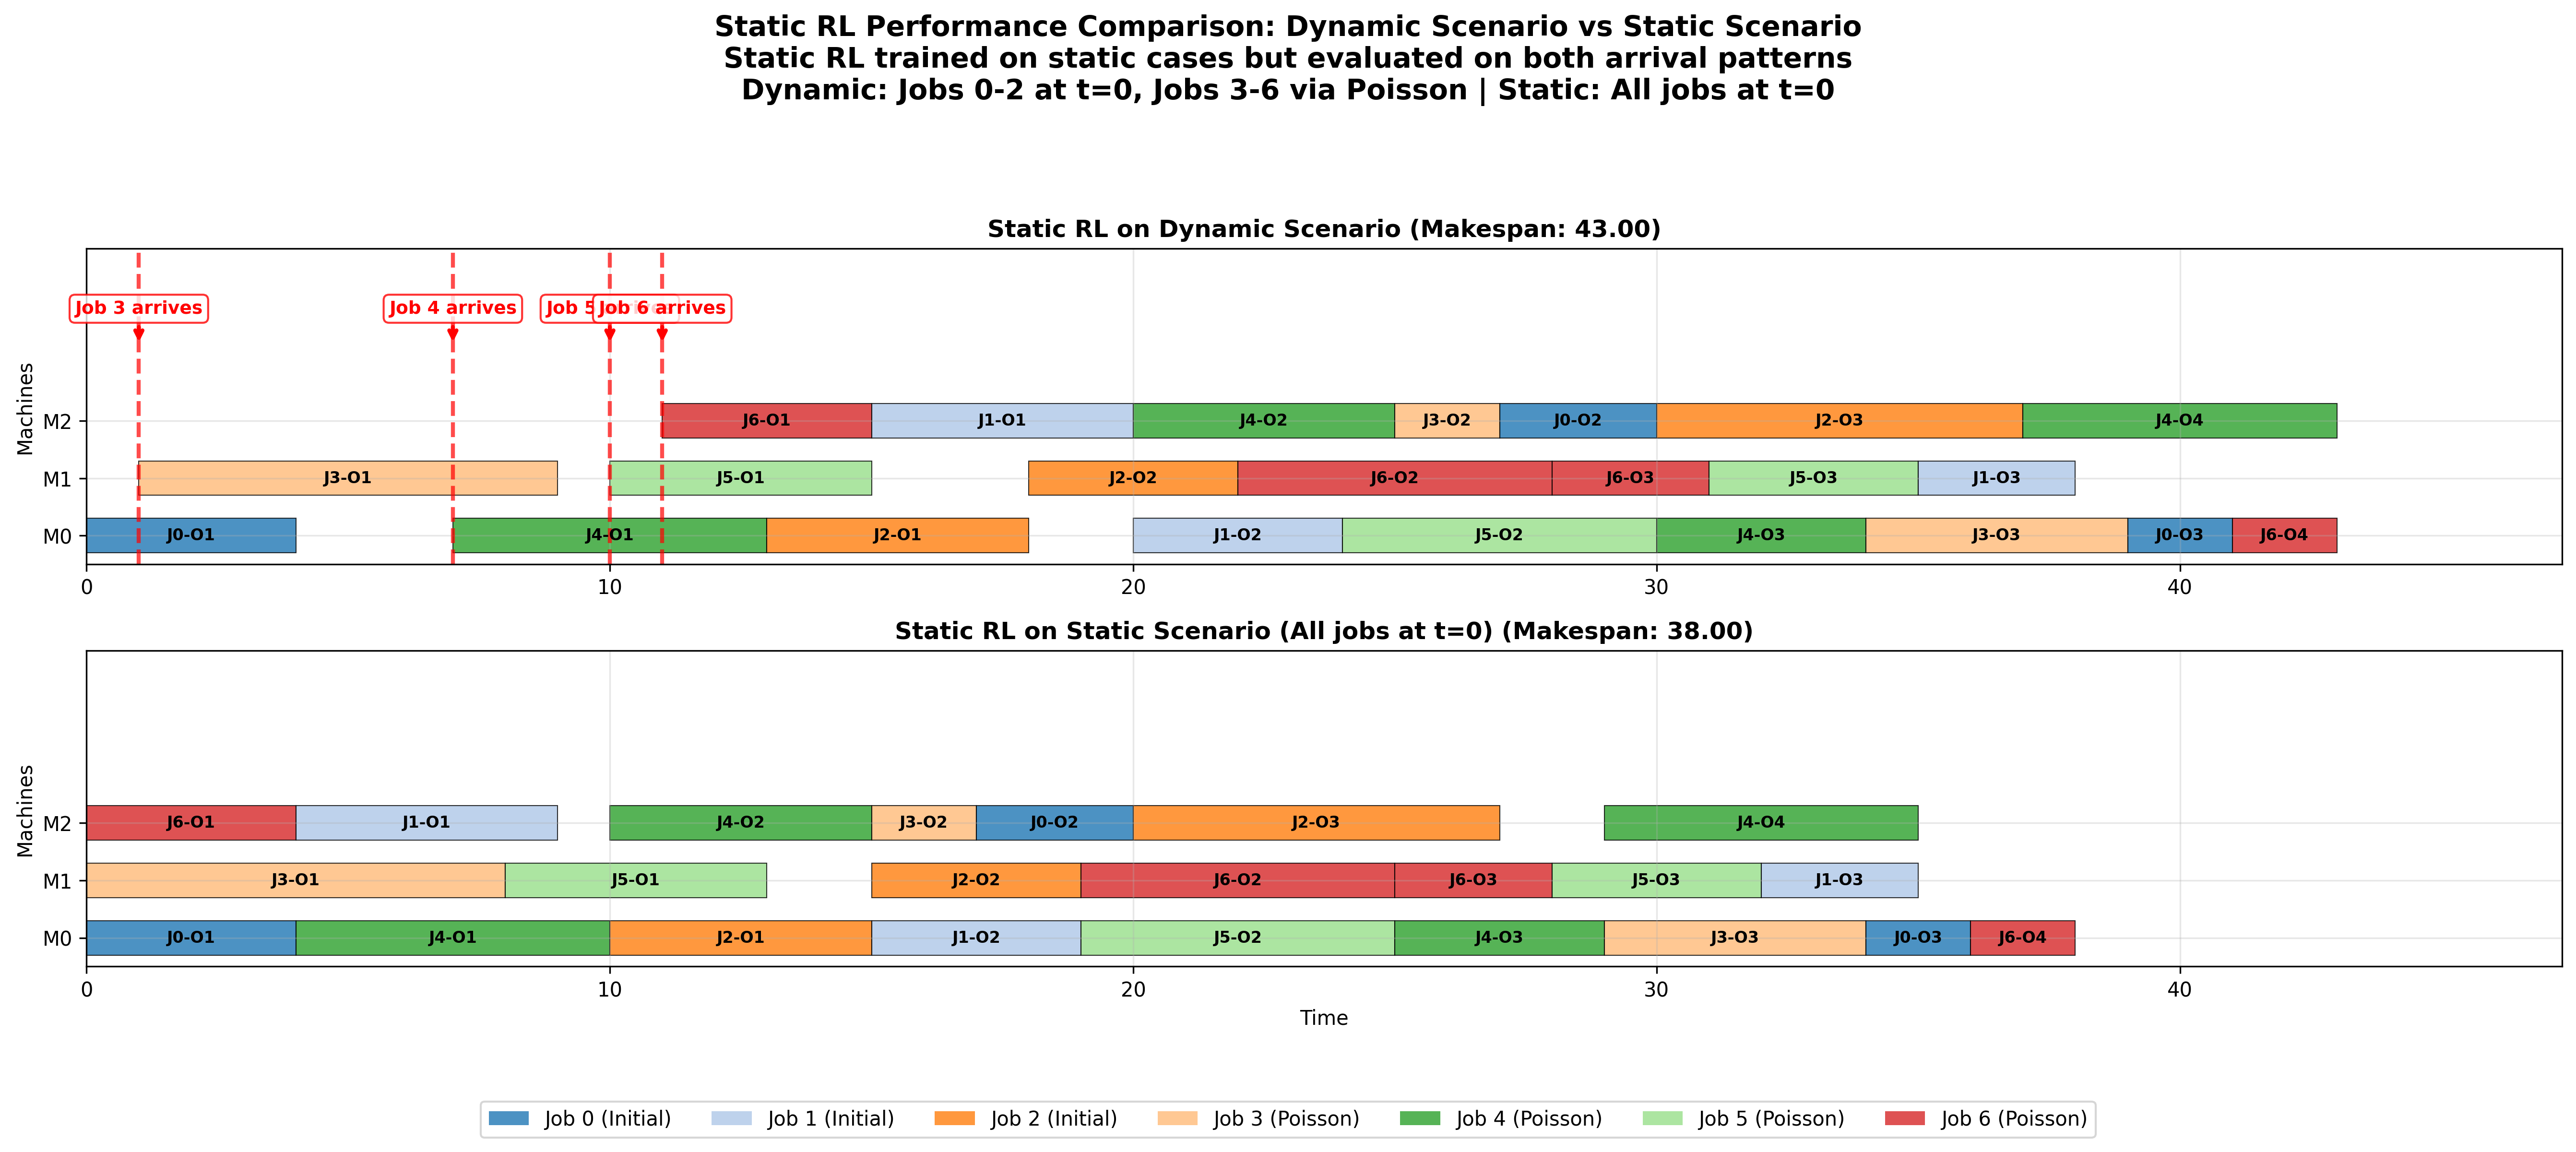 Static RL Performance Comparison: Dynamic Scenario vs Static Scenario
Static RL trained on static cases but evaluated on both arrival patterns
Dynamic: Jobs 0-2 at t=0, Jobs 3-6 via Poisson | Static: All jobs at t=0
Static RL on Dynamic Scenario (Makespan: 43.00)
Job 3 arrives
Job 4 arrives
Job 5
Job 6 arrives
Machines
M2
J6-O1
J1-O1
J4-O2
J3-O2
J0-O2
J2-O3
J4-O4
M1
J3-O1
J5-O1
J2-O2
J6-O2
J6-O3
J5-O3
J1-O3
M0
J0-O1
J4-O1
J2-O1
J1-O2
J5-O2
J4-O3
J3-O3
J0-O3
J6-O4
0
10
20
30
40
Static RL on Static Scenario (All jobs at t=0) (Makespan: 38.00)
Machines
M2
J6-O1
J1-O1
J4-O2
J3-O2
J0-O2
J2-O3
J4-O4
M1
J3-O1
J5-O1
J2-O2
J6-O2
J6-O3
J5-O3
J1-O3
M0
J0-O1
J4-O1
J2-O1
J1-O2
J5-O2
J4-O3
J3-O3
J0-O3
J6-O4
0
10
20
30
40
Time
Job 0 (Initial)
Job 1 (Initial)
Job 2 (Initial)
Job 3 (Poisson)
Job 4 (Poisson)
Job 5 (Poisson)
Job 6 (Poisson)